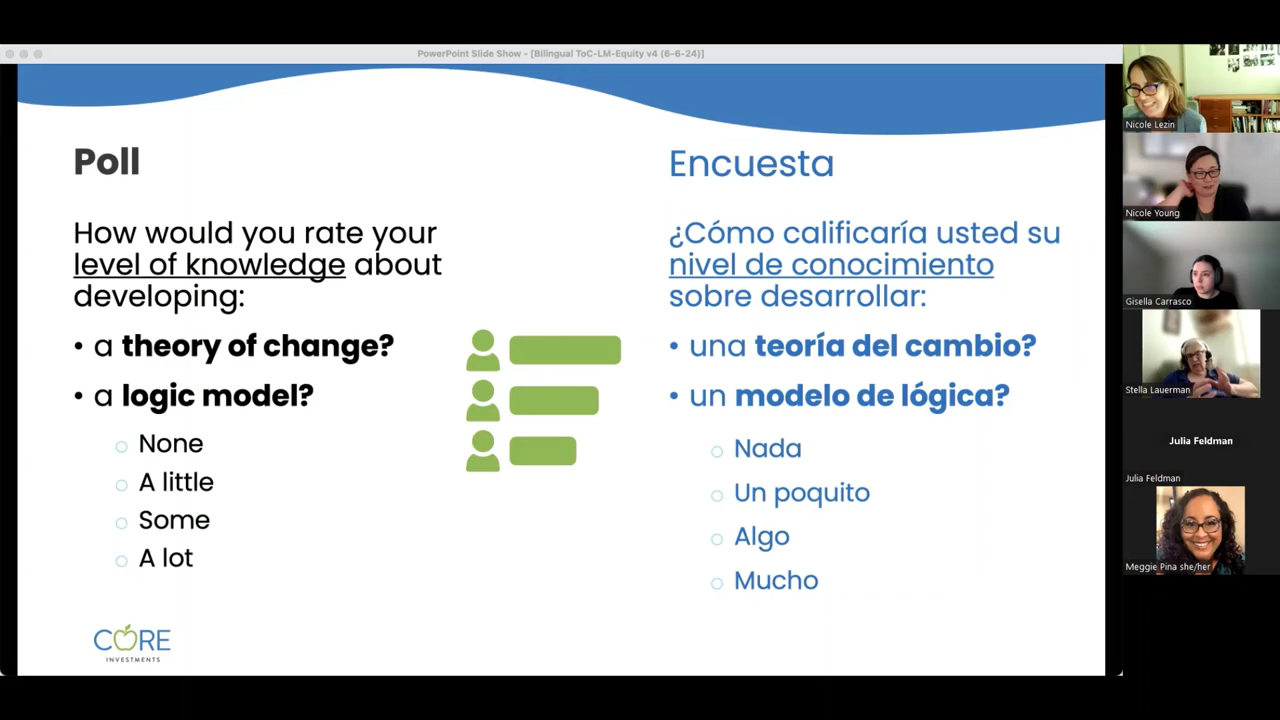 PowerPoint Slide Show - [Bilingual ToC-LM-Equity v4 (6-6-24)]
Poll
How would you rate your
level of knowledge about
developing:
• a theory of change?
• a logic model?
None
A little
Some
A lot
Encuesta
¿Cómo calificaría usted su
nivel de conocimiento
sobre desarrollar:
• una teoría del cambio?
• un modelo de lógica?
Nada
Un poquito
Algo
Mucho
CORE
INVESTMENTS
Nicole Lezin
Nicole Young
Gisella Carrasco
Stella Lauerman
Julia Feldman
Julia Feldman
Meggie Pina she/her